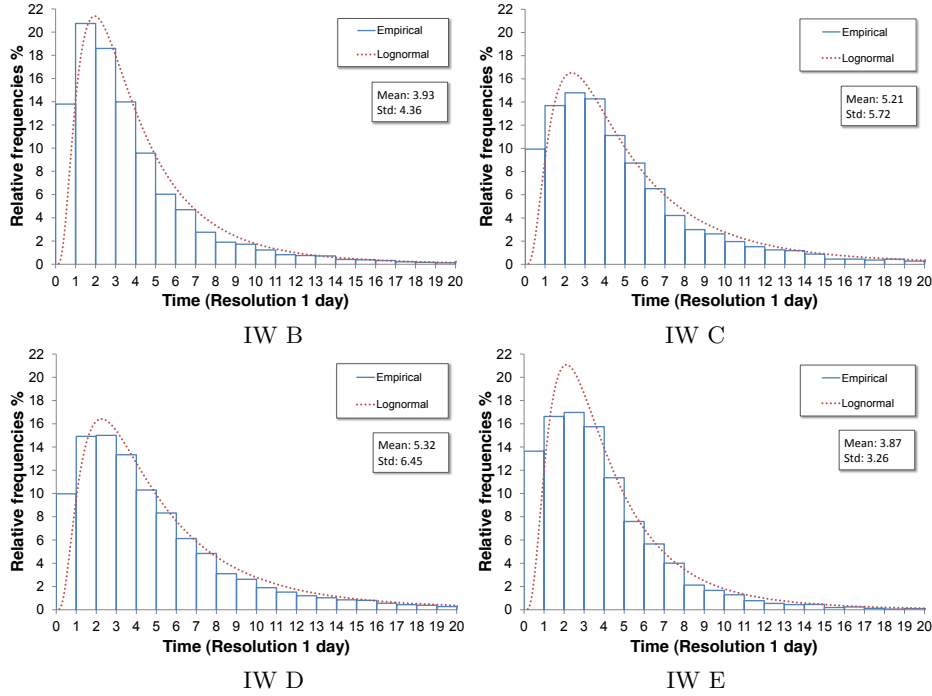 Relative frequencies %
22
20
18
16
14
12
10
8
6
4
2
0
Empirical
Lognormal
Mean: 3.93
Std: 4.36
0 1 2 3 4 5 6 7 8 9 10 11 12 13 14 15 16 17 18 19 20
Time (Resolution 1 day)
IW B
Relative frequencies %
22
20
18
16
14
12
10
8
6
4
2
0
Empirical
Lognormal
Mean: 5.21
Std: 5.72
0 1 2 3 4 5 6 7 8 9 10 11 12 13 14 15 16 17 18 19 20
Time (Resolution 1 day)
IW C
Relative frequencies %
22
20
18
16
14
12
10
8
6
4
2
0
Empirical
Lognormal
Mean: 5.32
Std: 6.45
0 1 2 3 4 5 6 7 8 9 10 11 12 13 14 15 16 17 18 19 20
Time (Resolution 1 day)
IW D
Relative frequencies %
22
20
18
16
14
12
10
8
6
4
2
0
Empirical
Lognormal
Mean: 3.87
Std: 3.26
0 1 2 3 4 5 6 7 8 9 10 11 12 13 14 15 16 17 18 19 20
Time (Resolution 1 day)
IW E